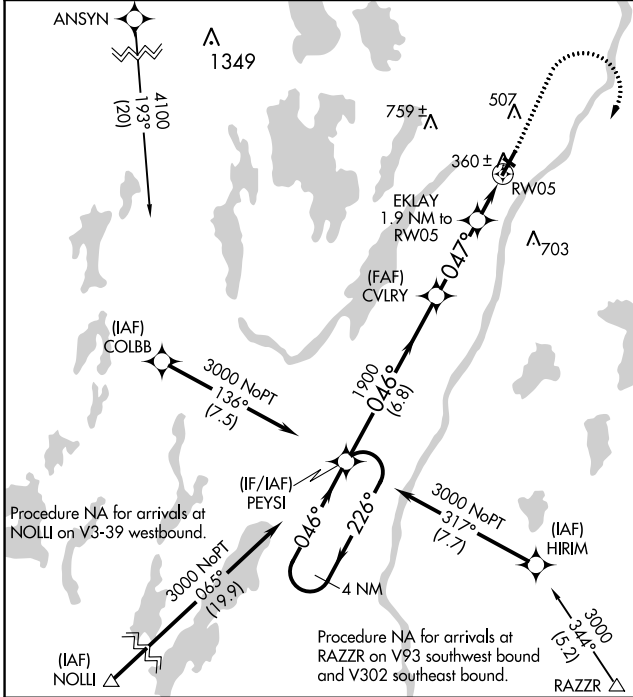 ANSYN
1349
4100
193°
(20)
759 ±
507
360 ±
RW05
EKLAY
1.9 NM to
RW05
703
047°
(FAF)
CVLRY
(IAF)
COLBB
3000 NoPT
136°
(7.5)
1900
046°
(6.8)
(IF/IAF)
PEYSI
Procedure NA for arrivals at
NOLLI on V3-39 westbound.
046°
226°
4 NM
3000 NoPT
317°
(7.7)
(IAF)
HIRIM
3000 NoPT
065°
(19.9)
(IAF)
NOLLI
Procedure NA for arrivals at
RAZZR on V93 southwest bound
and V302 southeast bound.
3000
344°
(5.2)
RAZZR